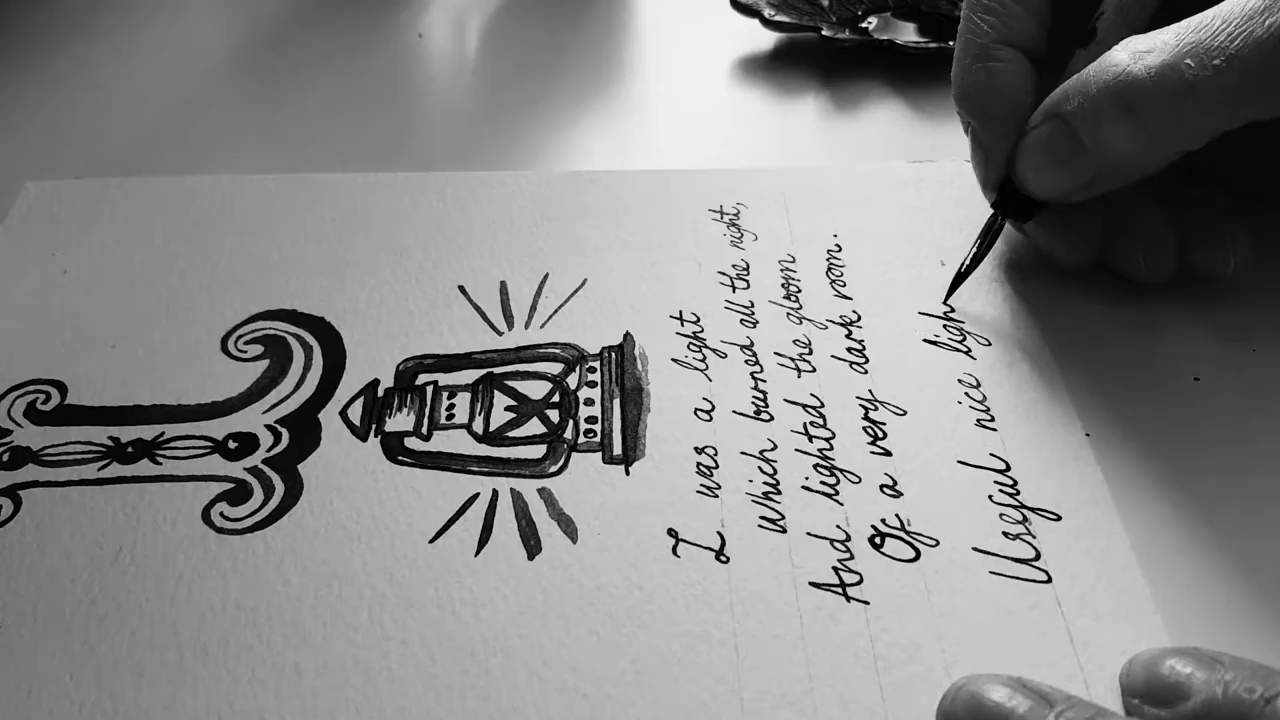 I was a light
Which burned all the night,
And lighted the gloom
Of a very dark room.
Useful nice ligh